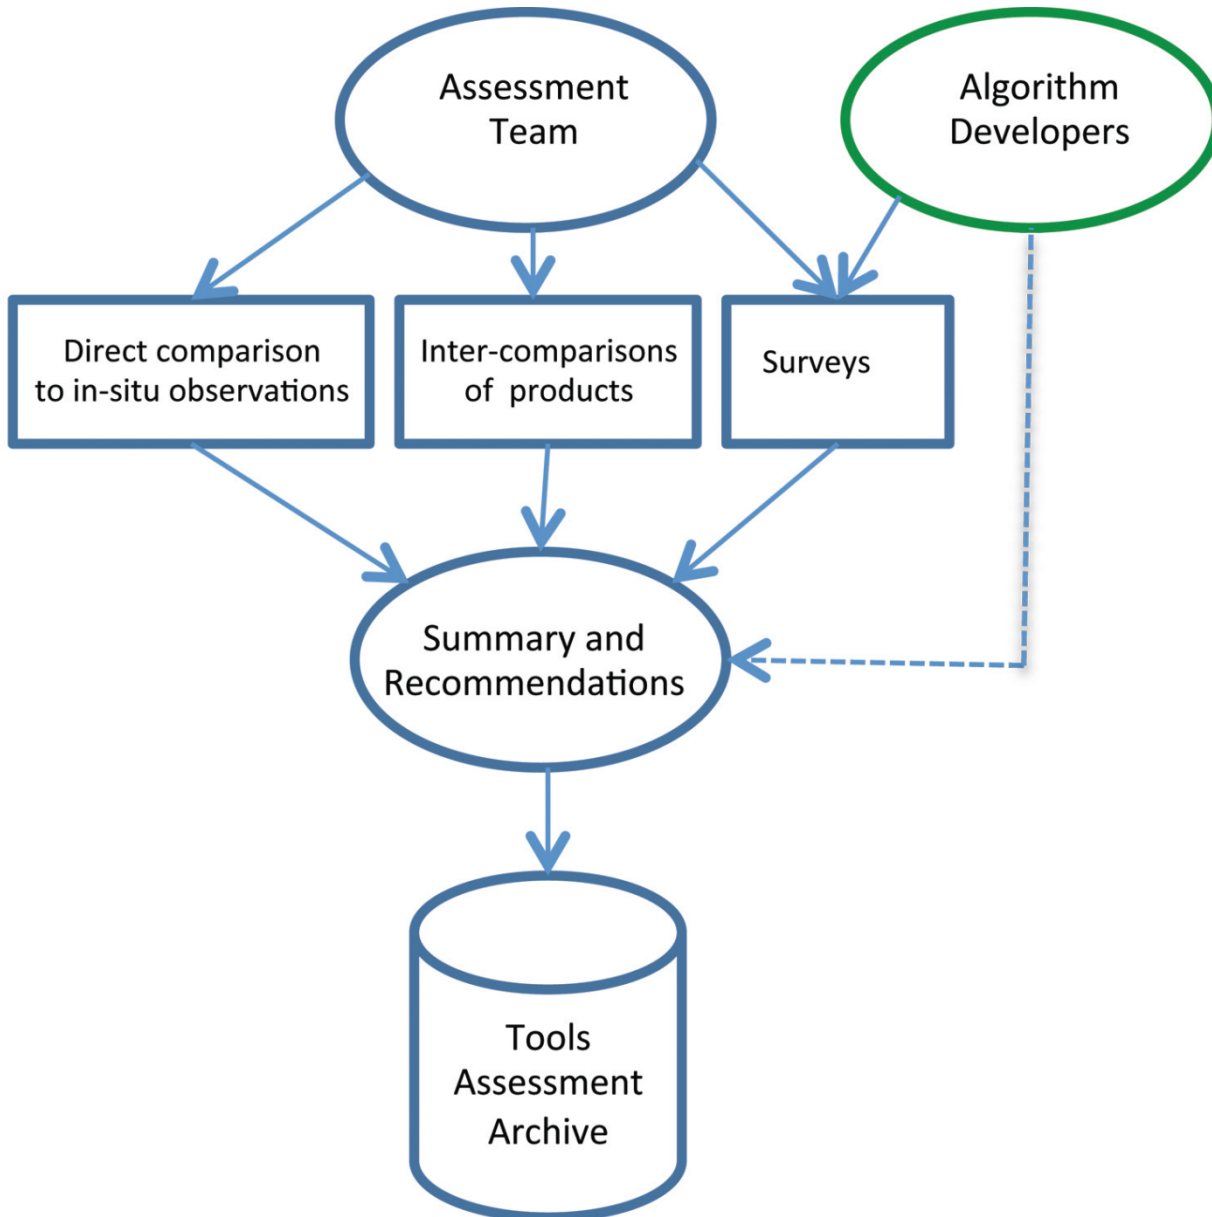 Assessment
Team
Algorithm
Developers
Direct comparison
to in-situ observations
Inter-comparisons
of products
Surveys
Summary and
Recommendations
Tools
Assessment
Archive